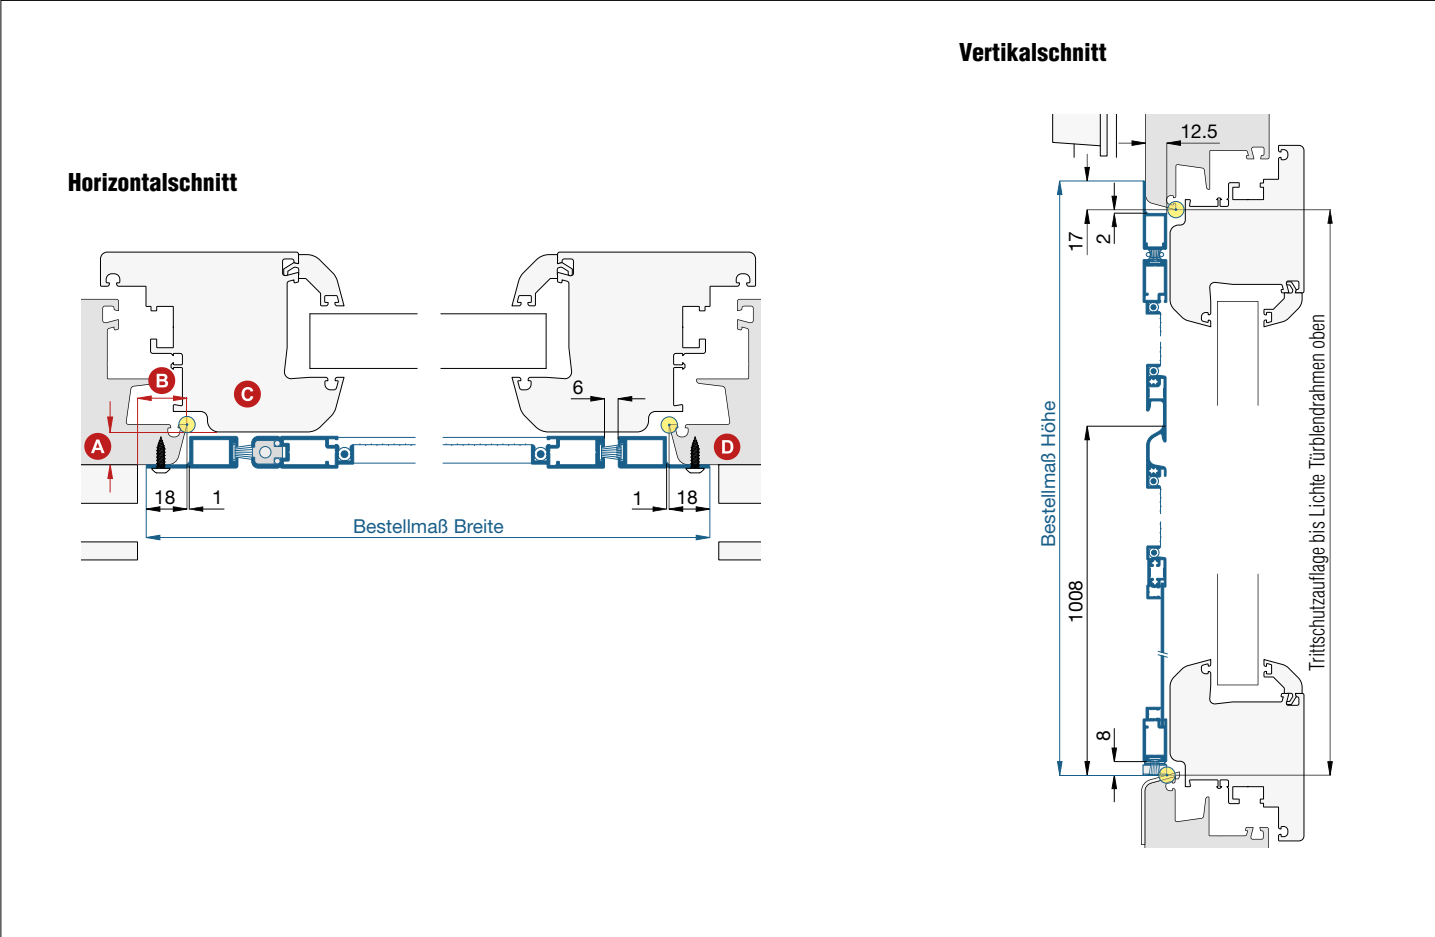 Vertikalschnitt
12.5
Horizontalschnitt
17
2
B
C
6
A
D
18
1
1
18
Bestellmaß Breite
Bestellmaß Höhe
1008
8
Trittschutzauflage bis Lichte Türblendrahmen oben